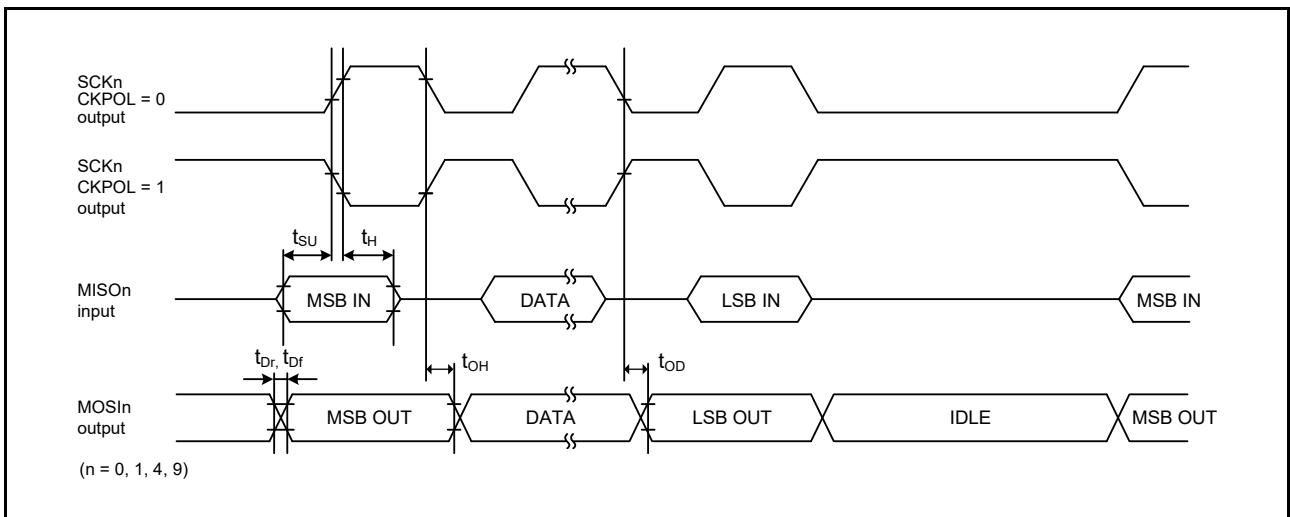 SCKn
CKPOL = 0
output
SCKn
CKPOL = 1
output
tSU
tH
MISOn
input
MSB IN
DATA
LSB IN
MSB IN
tDr, tDf
tOH
tOD
MOSIn
output
MSB OUT
DATA
LSB OUT
IDLE
MSB OUT
(n = 0, 1, 4, 9)